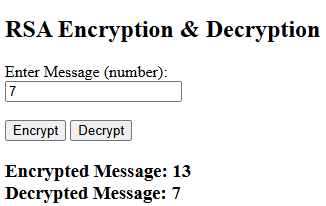 RSA Encryption & Decryption
Enter Message (number):
7
Encrypt Decrypt
Encrypted Message: 13
Decrypted Message: 7